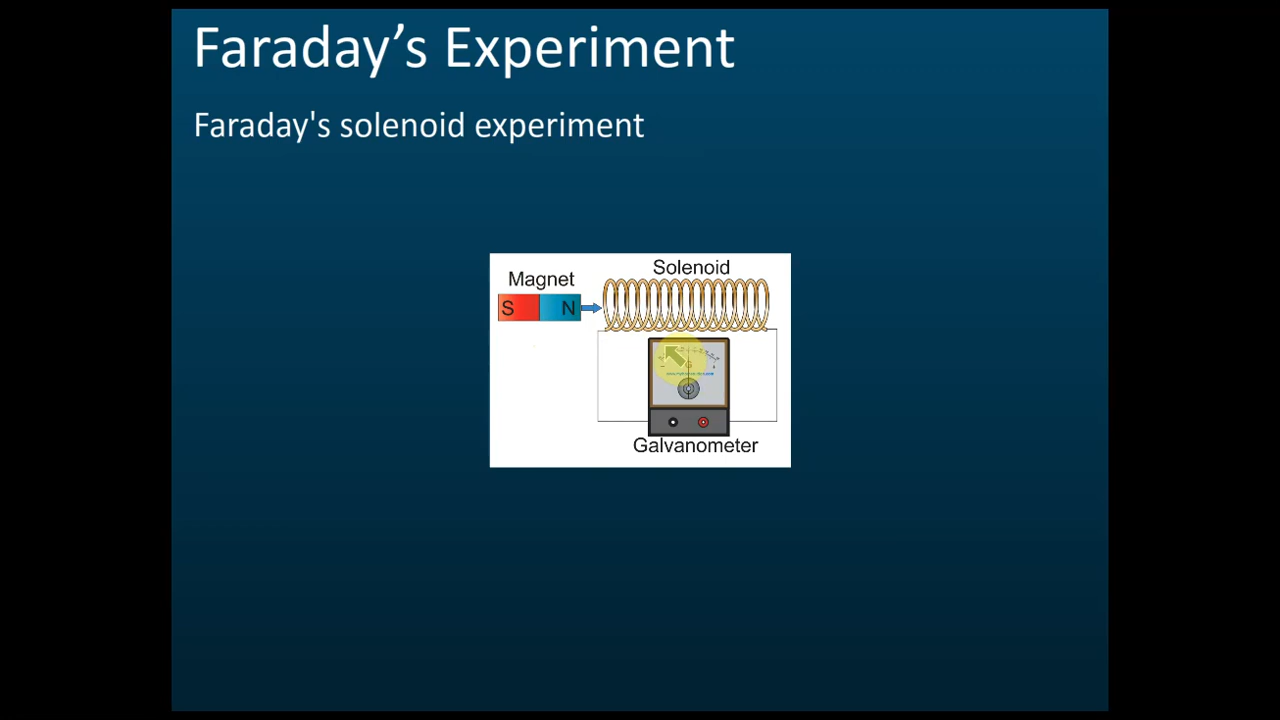 Faraday’s Experiment
Faraday's solenoid experiment
Solenoid
Magnet
S N
G
Galvanometer